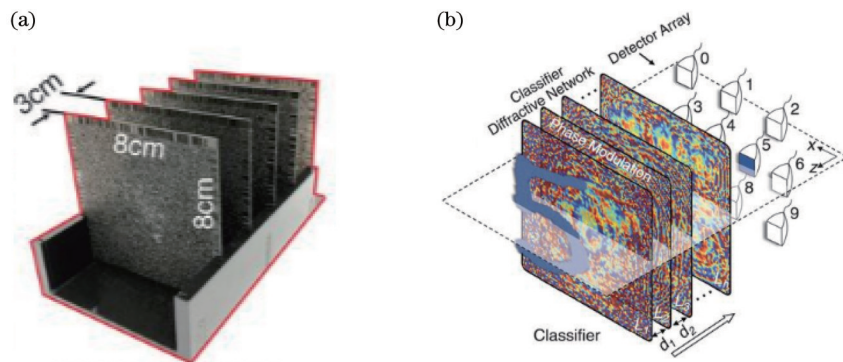 (a)
3cm
8cm
8cm
(b)
Detector Array
Classifier
Diffractive Network
Phase Modulation
0
1
2
3
4
5
6
8
9
x
z
d1
d2
Classifier